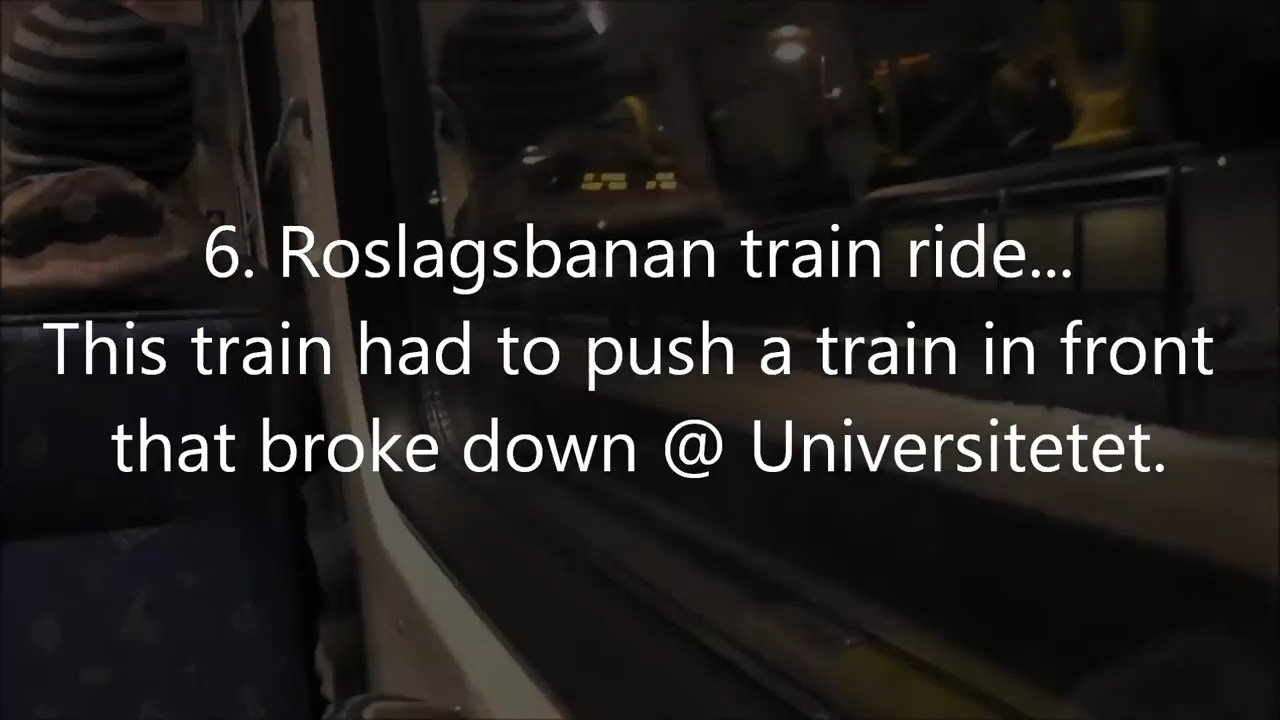 6. Roslagsbanan train ride...
This train had to push a train in front
that broke down @ Universitetet.